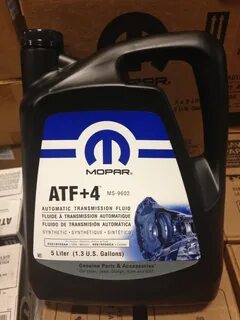 MOPAR
ATF+4
MS-9602
AUTOMATIC TRANSMISSION FLUID
FLUIDE À TRANSMISSION AUTOMATIQUE
FLUIDO DE TRANSMISIÓN AUTOMÁTICA
SYNTHETIC • SYNTHÉTIQUE • SINTÉTICO
5 Liter (1.3 U.S. Gallons)
Genuine Parts & Accessories